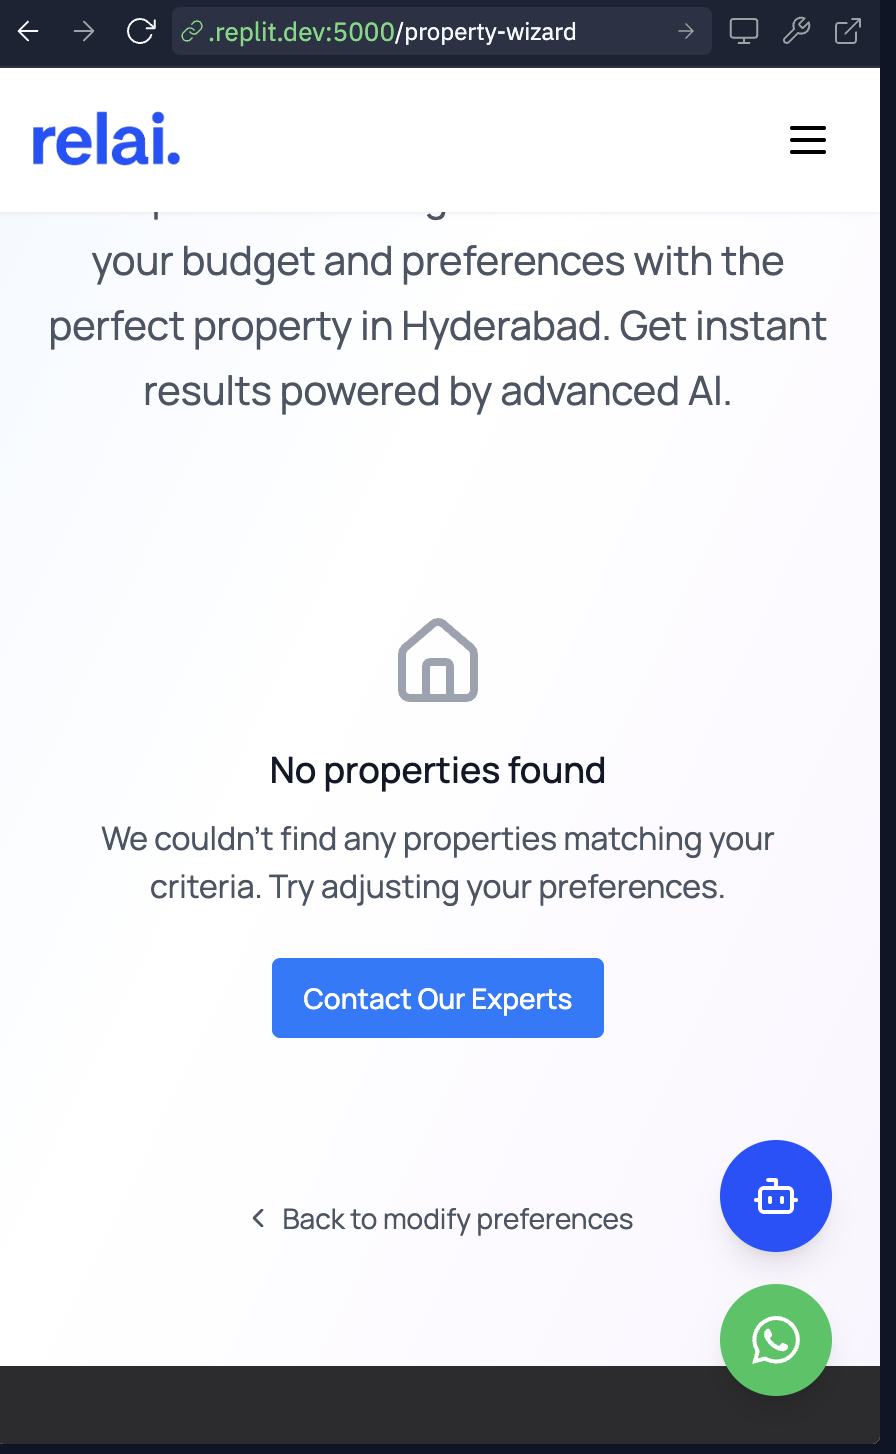 .replit.dev:5000/property-wizard
relai.
your budget and preferences with the
perfect property in Hyderabad. Get instant
results powered by advanced AI.
No properties found
We couldn't find any properties matching your
criteria. Try adjusting your preferences.
Contact Our Experts
Back to modify preferences